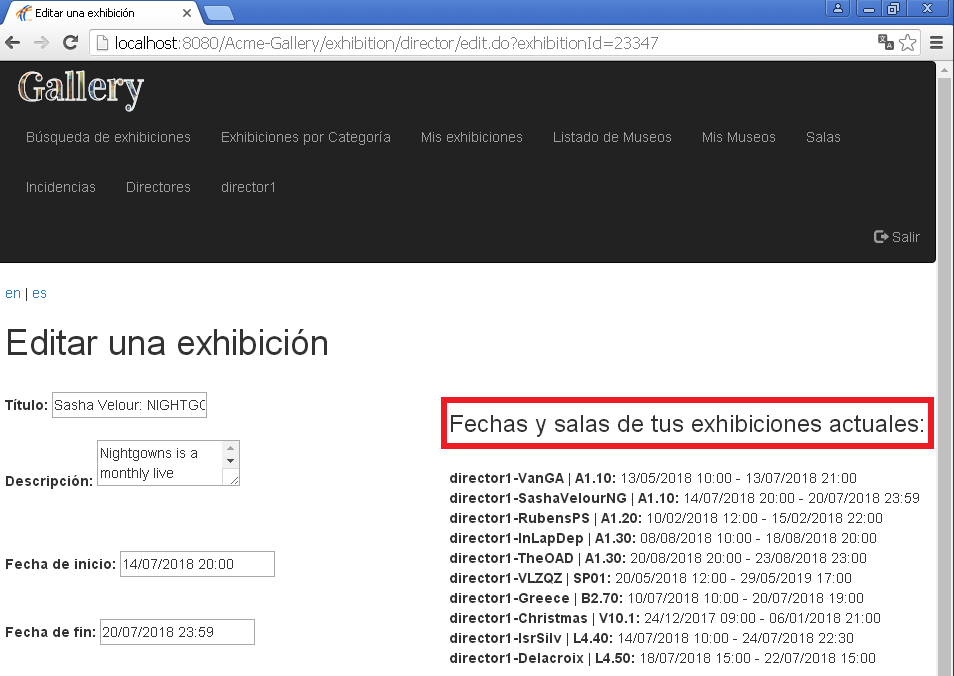 Editar una exhibición
localhost:8080/Acme-Gallery/exhibition/director/edit.do?exhibitionId=23347
Gallery
Búsqueda de exhibiciones Exhibiciones por Categoría Mis exhibiciones Listado de Museos Mis Museos Salas
Incidencias Directores director1
Salir
en | es
Editar una exhibición
Título: Sasha Velour: NIGHTGO
Descripción: Nightgowns is a
monthly live
Fecha de inicio: 14/07/2018 20:00
Fecha de fin: 20/07/2018 23:59
Fechas y salas de tus exhibiciones actuales:
director1-VanGA | A1.10: 13/05/2018 10:00 - 13/07/2018 21:00
director1-SashaVelourNG | A1.10: 14/07/2018 20:00 - 20/07/2018 23:59
director1-RubensPS | A1.20: 10/02/2018 12:00 - 15/02/2018 22:00
director1-InLapDep | A1.30: 08/08/2018 10:00 - 18/08/2018 20:00
director1-TheOAD | A1.30: 20/08/2018 20:00 - 23/08/2018 23:00
director1-VLZQZ | SP01: 20/05/2018 12:00 - 29/05/2019 17:00
director1-Greece | B2.70: 10/07/2018 10:00 - 20/07/2018 19:00
director1-Christmas | V10.1: 24/12/2017 09:00 - 06/01/2018 21:00
director1-IsrSilv | L4.40: 14/07/2018 10:00 - 24/07/2018 22:30
director1-Delacroix | L4.50: 18/07/2018 15:00 - 22/07/2018 15:00